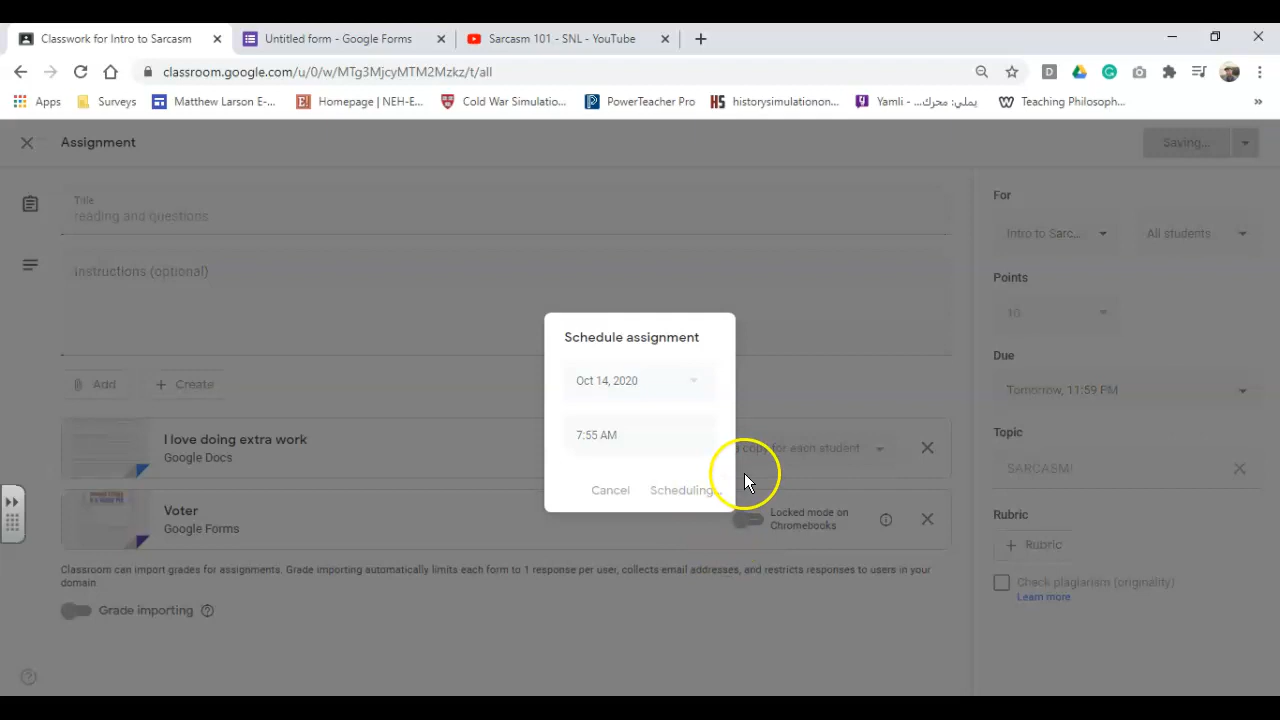 Classwork for Intro to Sarcasm
Untitled form - Google Forms
Sarcasm 101 - SNL - YouTube
classroom.google.com/u/0/w/MTg3MjcyMTM2Mzkz/t/all
Apps Surveys Matthew Larson E-... Homepage | NEH-E... Cold War Simulatio... PowerTeacher Pro historysimulationon... يملي: محرك... - Yamli Teaching Philosoph... »
Assignment
Saving...
Title
reading and questions
Instructions (optional)
For
Intro to Sarc...
All students
Points
10
Due
Tomorrow, 11:59 PM
Topic
SARCASM!
Rubric
+ Rubric
Check plagiarism (originality)
Learn more
Schedule assignment
Oct 14, 2020
7:55 AM
Cancel
Scheduling...
Add
+ Create
I love doing extra work
Google Docs
a copy for each student
Voter
Google Forms
Locked mode on
Chromebooks
Classroom can import grades for assignments. Grade importing automatically limits each form to 1 response per user, collects email addresses, and restricts responses to users in your
domain.
Grade importing